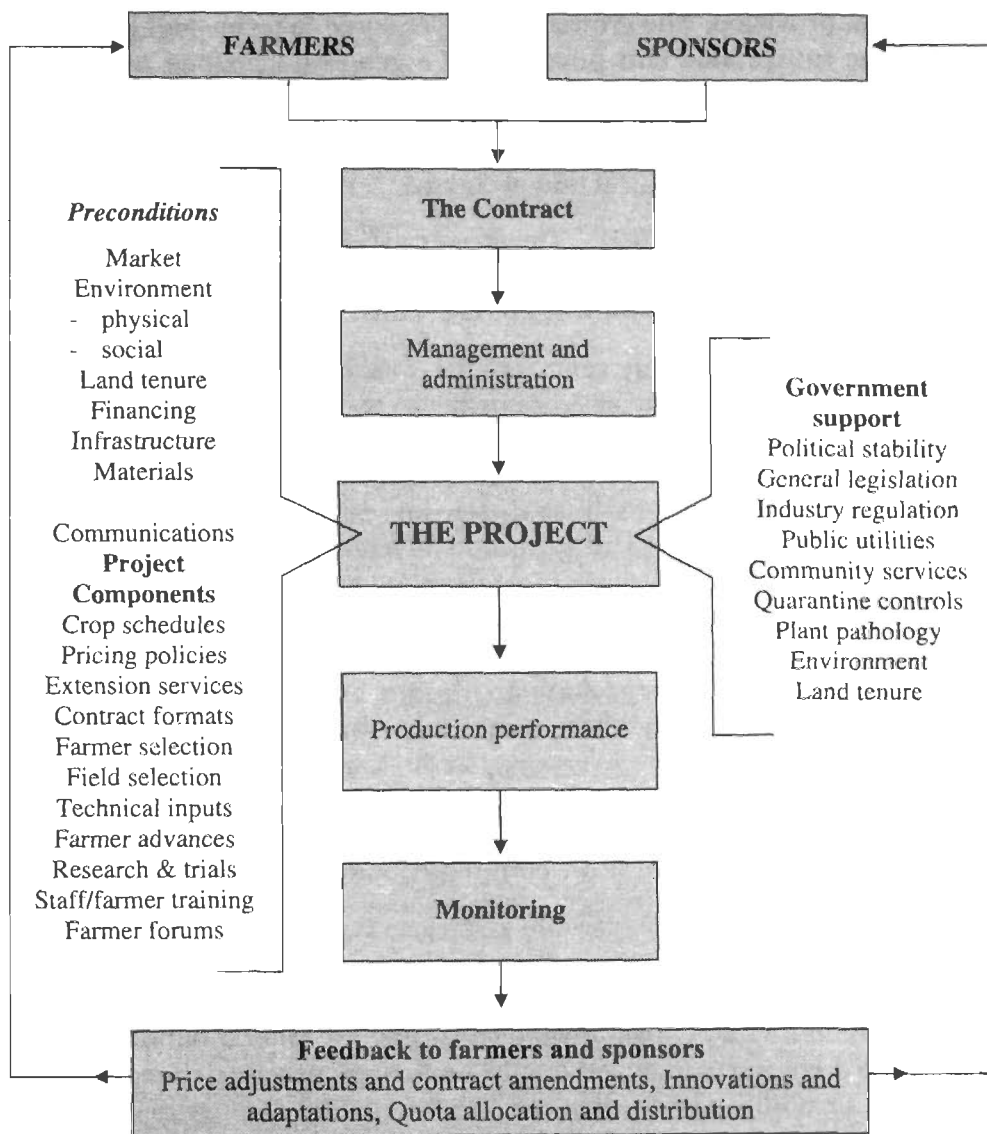 FARMERS
SPONSORS
The Contract
Preconditions
Market
Environment
- physical
- social
Land tenure
Financing
Infrastructure
Materials
Communications
Project
Components
Crop schedules
Pricing policies
Extension services
Contract formats
Farmer selection
Field selection
Technical inputs
Farmer advances
Research & trials
Staff/farmer training
Farmer forums
Management and
administration
THE PROJECT
Government
support
Political stability
General legislation
Industry regulation
Public utilities
Community services
Quarantine controls
Plant pathology
Environment
Land tenure
Production performance
Monitoring
Feedback to farmers and sponsors
Price adjustments and contract amendments, Innovations and
adaptations, Quota allocation and distribution